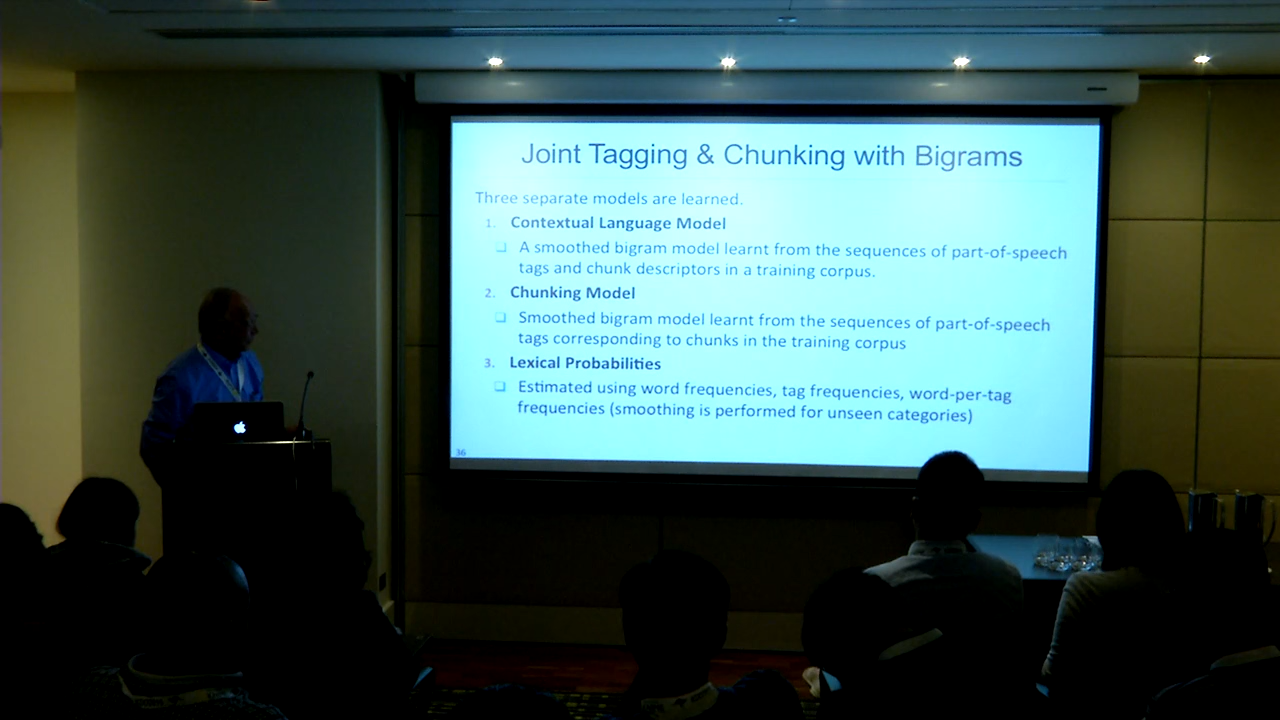 Joint Tagging & Chunking with Bigrams
Three separate models are learned.
1. Contextual Language Model
❑ A smoothed bigram model learnt from the sequences of part-of-speech
tags and chunk descriptors in a training corpus.
2. Chunking Model
❑ Smoothed bigram model learnt from the sequences of part-of-speech
tags corresponding to chunks in the training corpus
3. Lexical Probabilities
❑ Estimated using word frequencies, tag frequencies, word-per-tag
frequencies (smoothing is performed for unseen categories)
36